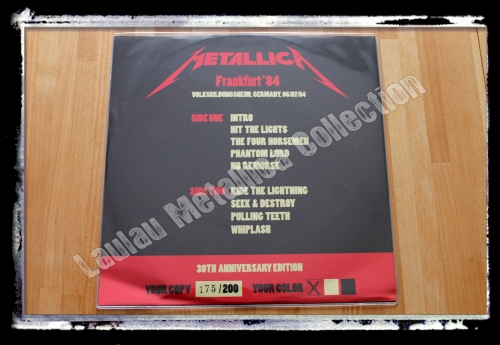 METALLICA
Frankfurt '84
VOLKSBILDUNGSHEIM, GERMANY, 06/02/84
SIDE ONE INTRO
HIT THE LIGHTS
THE FOUR HORSEMEN
PHANTOM LORD
NO REMORSE
SIDE TWO RIDE THE LIGHTNING
SEEK & DESTROY
PULLING TEETH
WHIPLASH
30TH ANNIVERSARY EDITION
YOUR COPY 175/200 YOUR COLOR X
Laulau Metallica Collection